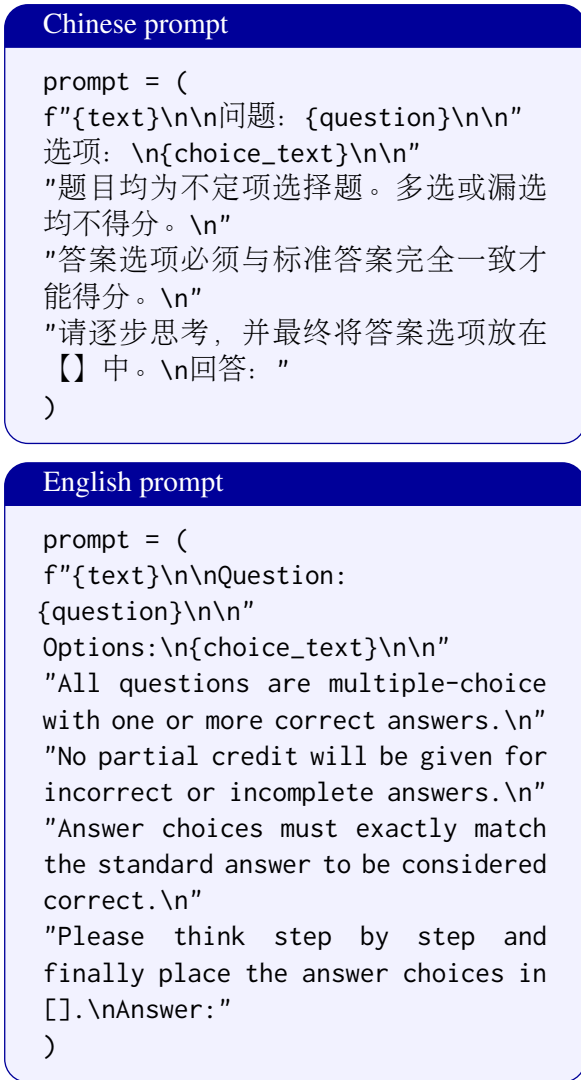 Chinese prompt
prompt = (
f"{text}\n\n问题：{question}\n\n"
选项：\n{choice_text}\n\n"
"题目均为不定项选择题。多选或漏选
均不得分。\n"
"答案选项必须与标准答案完全一致才
能得分。\n"
"请逐步思考，并最终将答案选项放在
【】中。\n回答："
)
English prompt
prompt = (
f"{text}\n\nQuestion:
{question}\n\n"
Options:\n{choice_text}\n\n"
"All questions are multiple-choice
with one or more correct answers.\n"
"No partial credit will be given for
incorrect or incomplete answers.\n"
"Answer choices must exactly match
the standard answer to be considered
correct.\n"
"Please think step by step and
finally place the answer choices in
[].\nAnswer:"
)